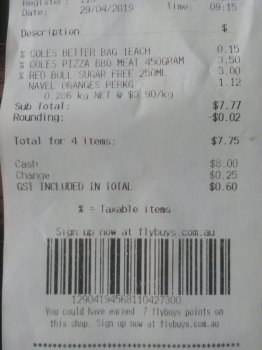 Register:
Date: 29/04/2019 Time: 09:15
Description $
% COLES BETTER BAG 1EACH 0.15
% COLES PIZZA BBQ MEAT 450GRAM 3.50
% RED BULL SUGAR FREE 250ML 3.00
NAVEL ORANGES PERKG 1.12
0.286 kg NET @ $3.90/kg
Sub Total: $7.77
Rounding: -$0.02
Total for 4 items: $7.75
Cash $8.00
Change $0.25
GST INCLUDED IN TOTAL $0.60
% = Taxable items
Sign up now at flybuys.com.au
12904194568110427300
You could have earned 7 flybuys points on
this shop. Sign up now at flybuys.com.au